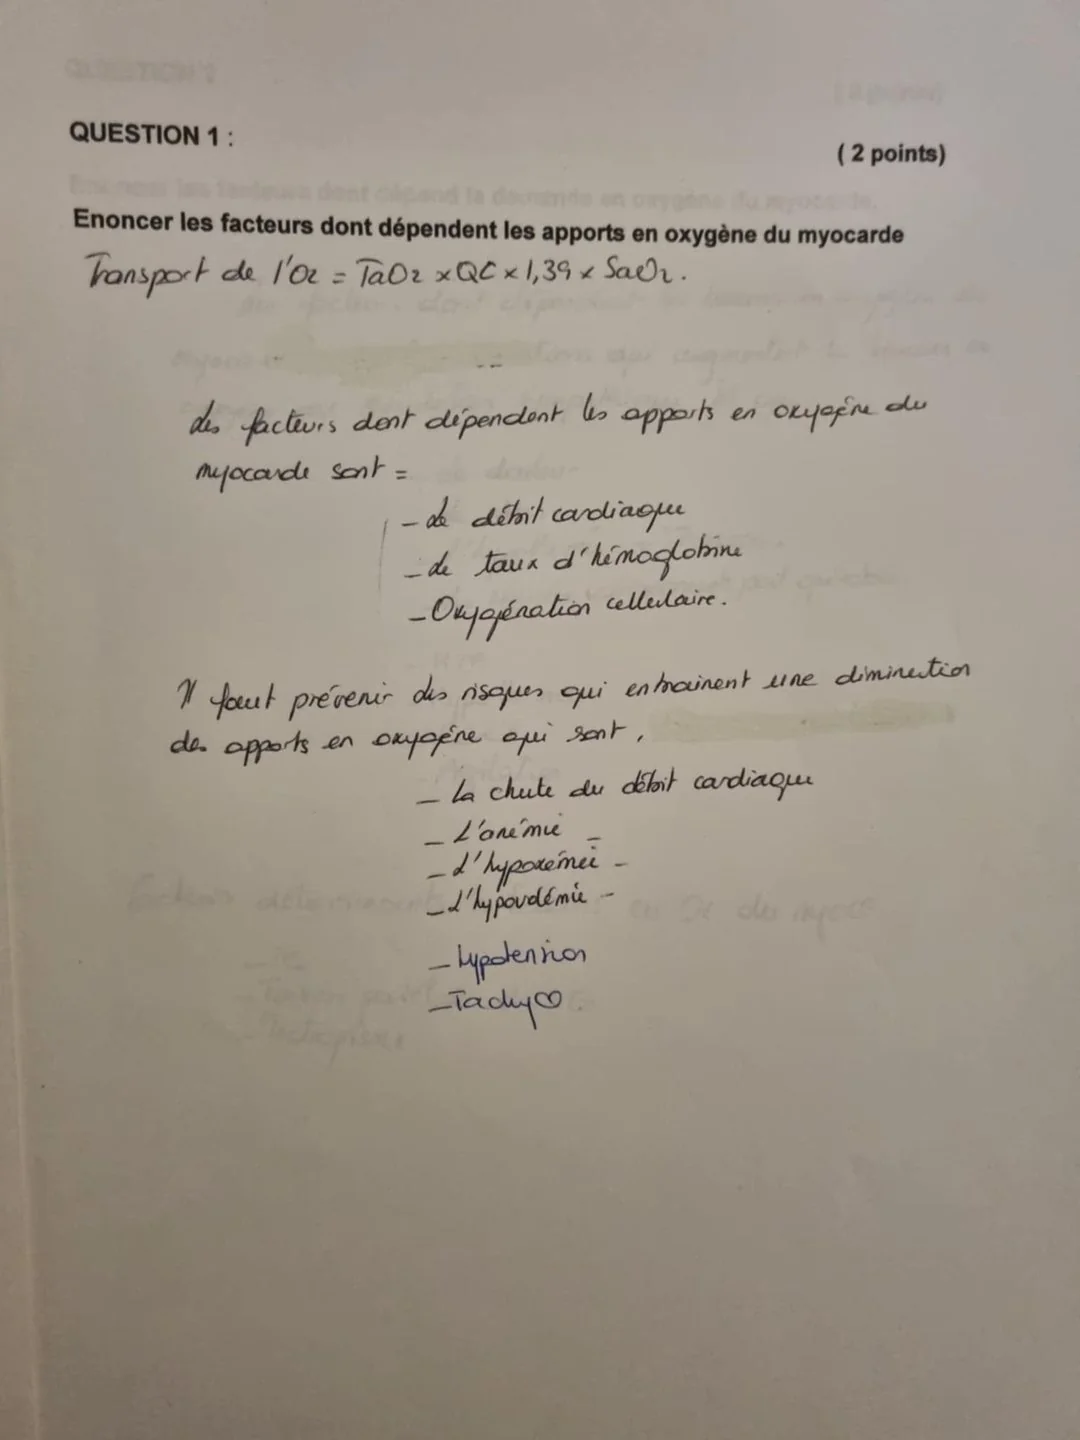 QUESTION 1 :
( 2 points)
Enoncer les facteurs dont dépendent les apports en oxygène du myocarde
Transport de l'O2 = TaO2 x QC x 1,39 x SaO2.
Les facteurs dont dépendent les apports en oxygène du
myocarde sont =
- Le débit cardiaque
- Le taux d'hémoglobine
- Oxygénation cellulaire.
Il faut prévenir des risques qui entrainent une diminution
des apports en oxygène qui sont,
- La chute du débit cardiaque
- L'anémie
- L'hypoxémie
- L'hypovolémie
- hypotension
- Tachy♡.